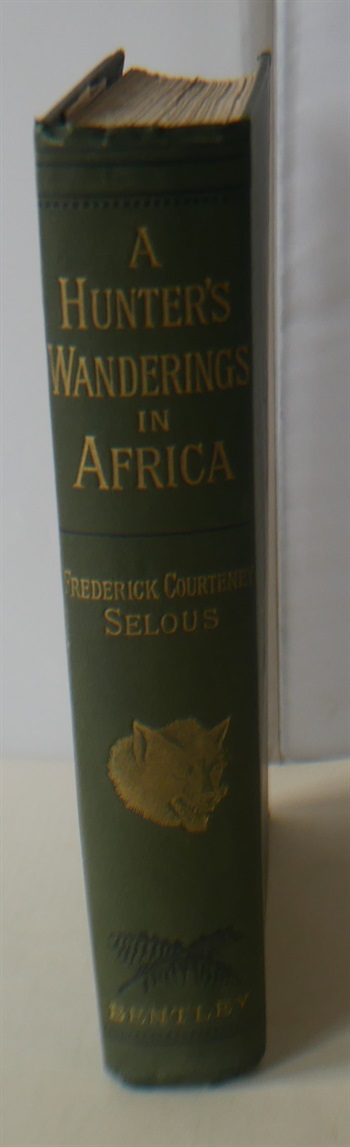 A
HUNTER'S
WANDERINGS
IN
AFRICA
FREDERICK COURTENEY
SELOUS
BENTLEY